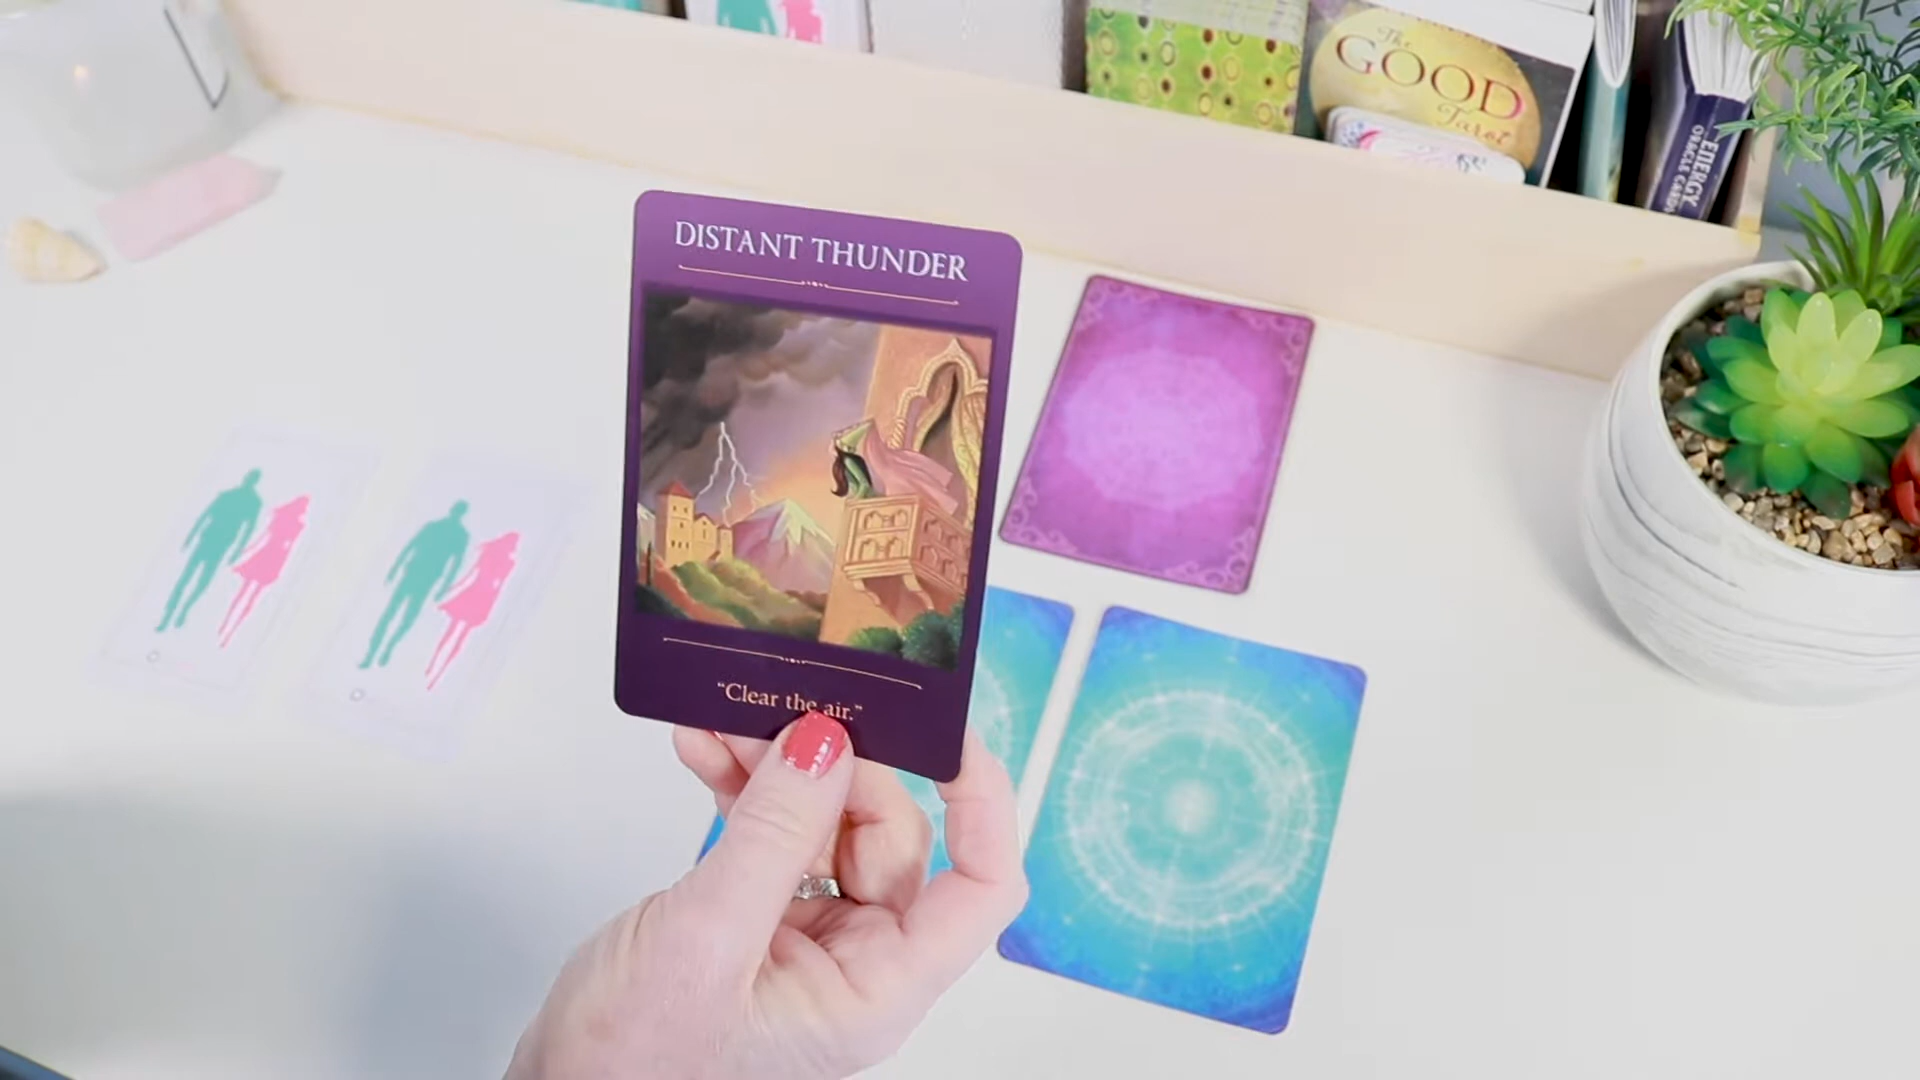 The
GOOD
Tarot
ENERGY
ORACLE CARDS
DISTANT THUNDER
"Clear the air."